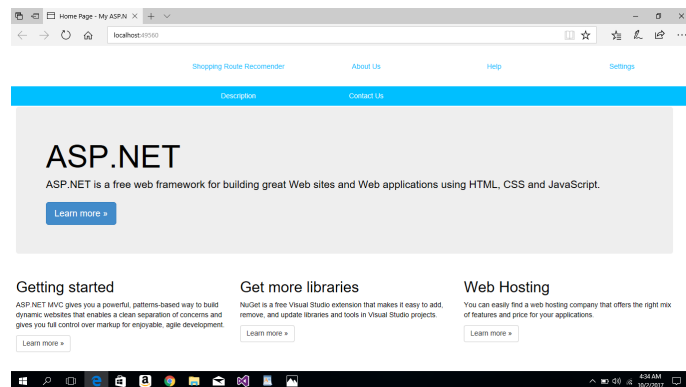 Home Page - My ASP.N
localhost:49560
Shopping Route Recomender About Us Help Settings
Description Contact Us
ASP.NET
ASP.NET is a free web framework for building great Web sites and Web applications using HTML, CSS and JavaScript.
Learn more »
Getting started
ASP.NET MVC gives you a powerful, patterns-based way to build
dynamic websites that enables a clean separation of concerns and
gives you full control over markup for enjoyable, agile development.
Learn more »
Get more libraries
NuGet is a free Visual Studio extension that makes it easy to add,
remove, and update libraries and tools in Visual Studio projects.
Learn more »
Web Hosting
You can easily find a web hosting company that offers the right mix
of features and price for your applications.
Learn more »
4:34 AM
10/2/2017